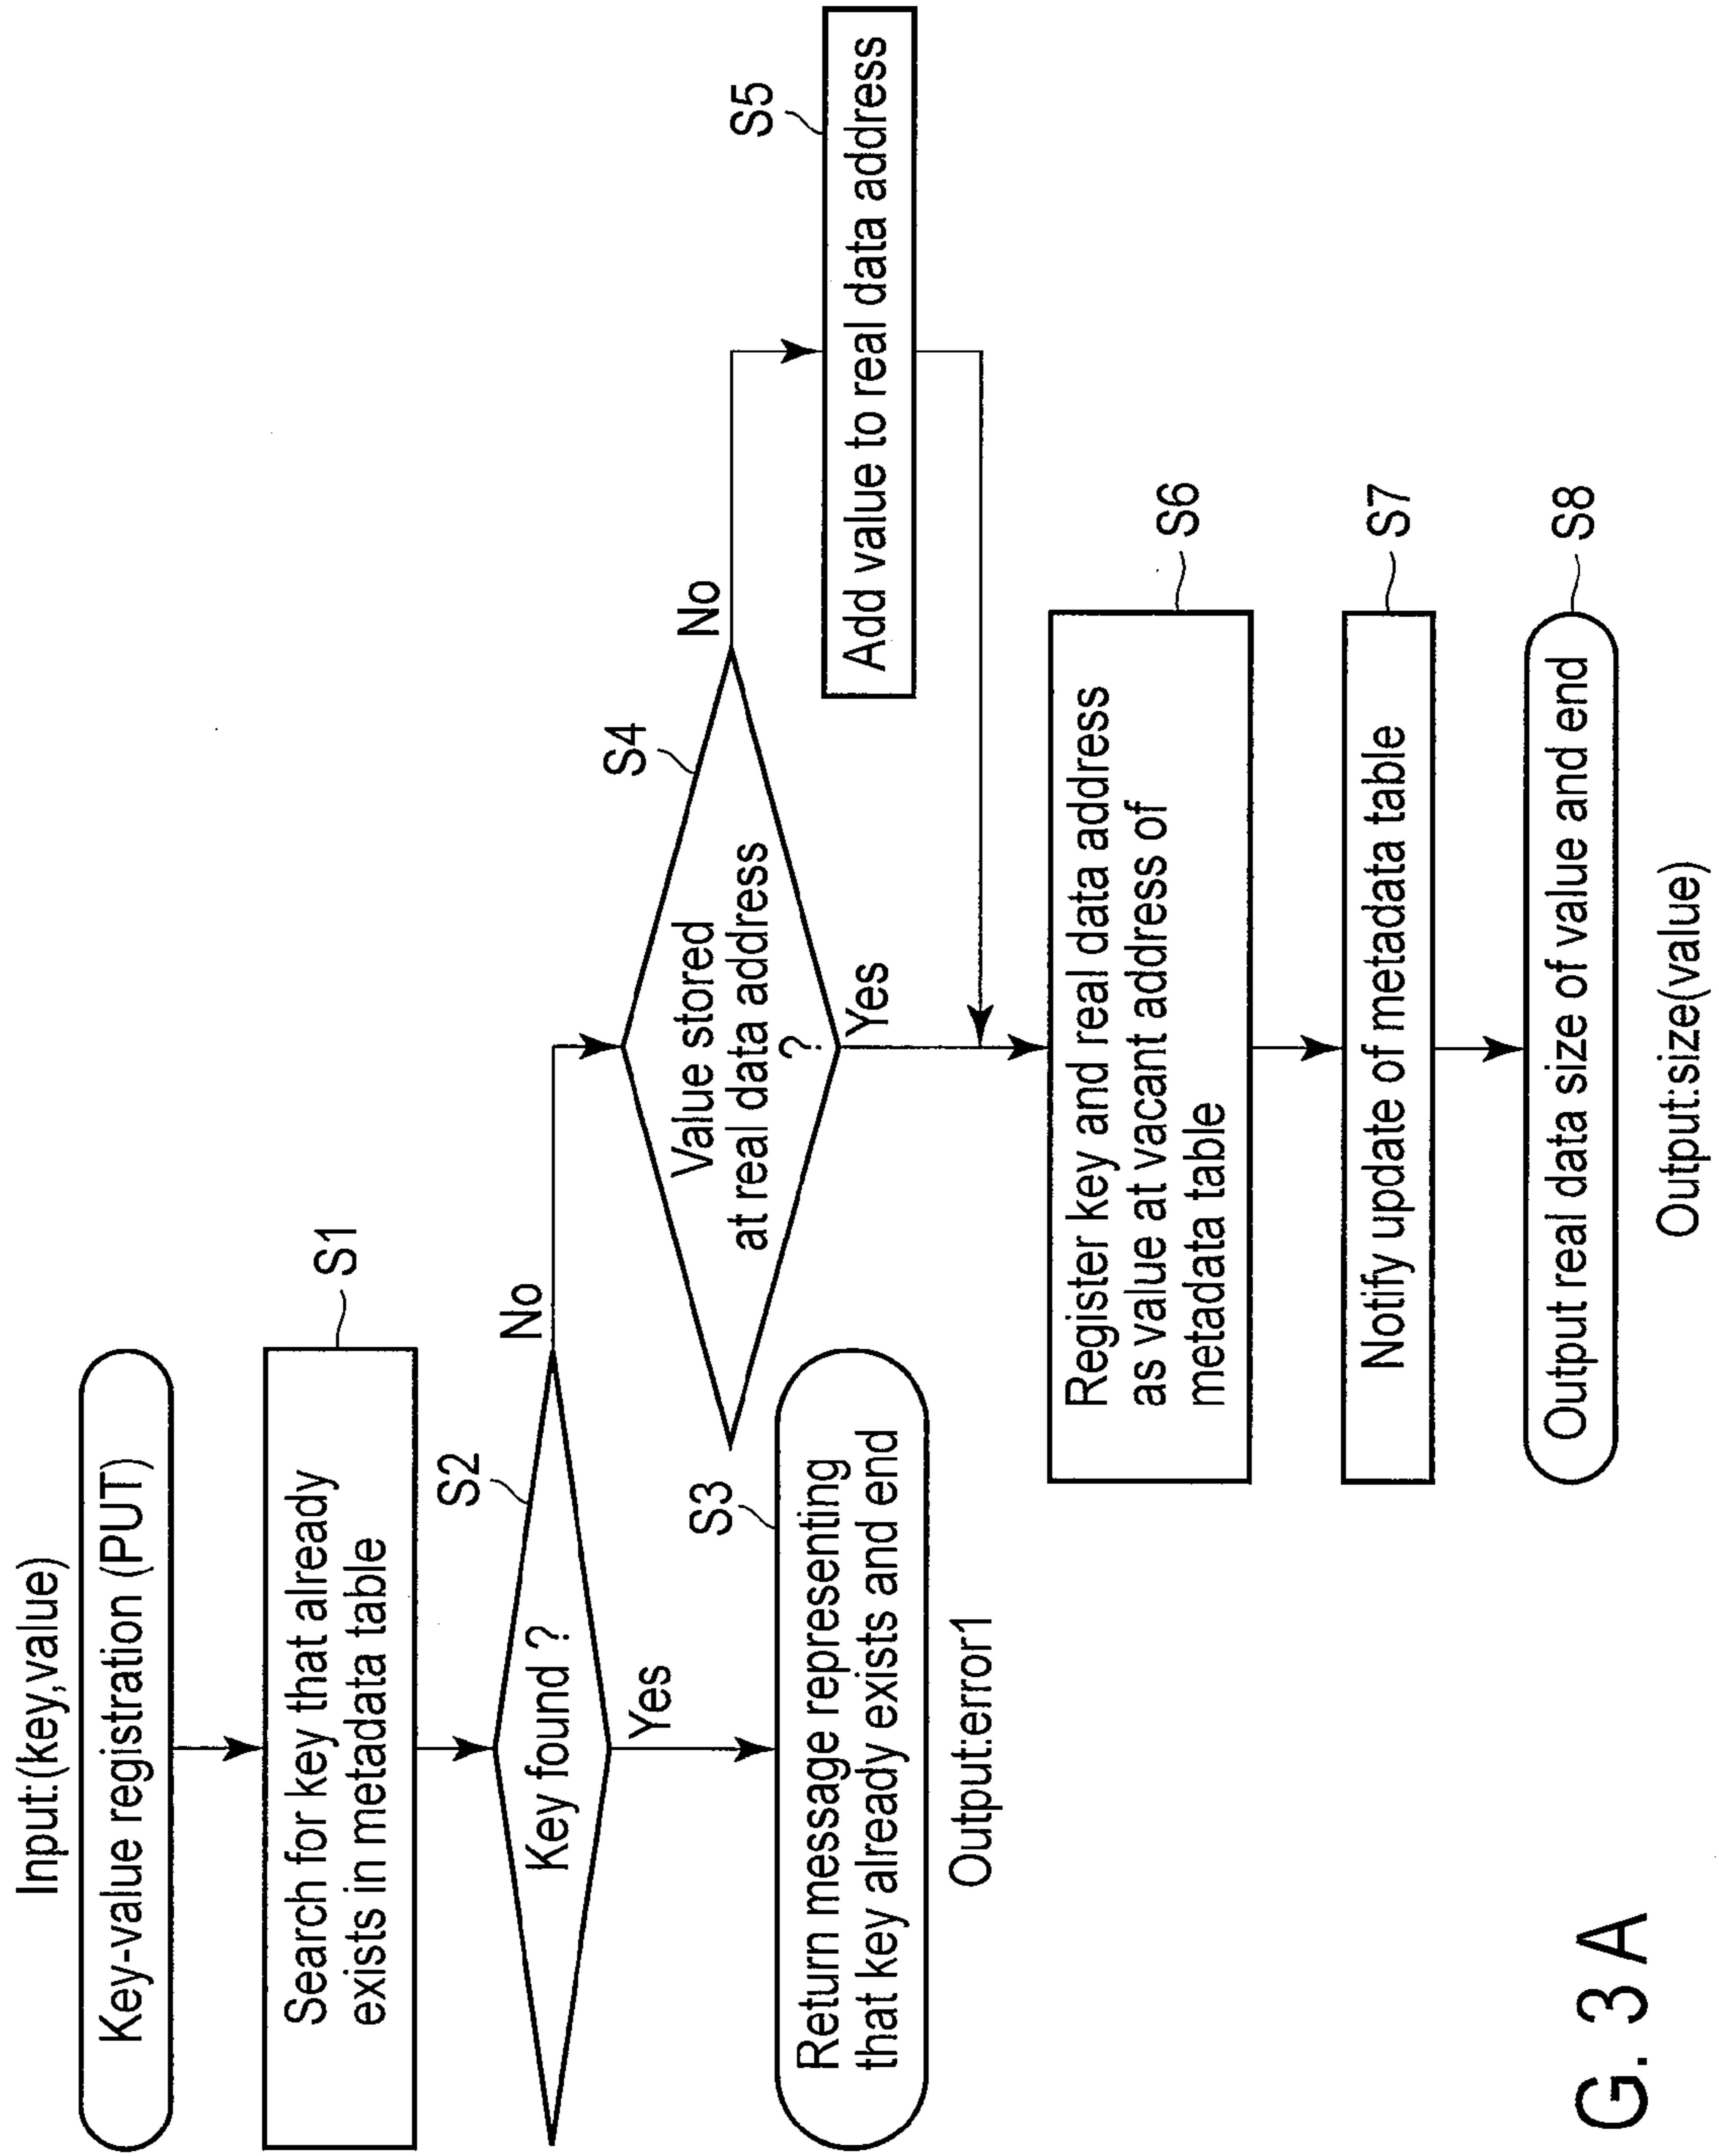 Input:(key,value)
Key-value registration (PUT)
S1
Search for key that already
exists in metadata table
S2
Key found ?
No
Yes
S3
Return message representing
that key already exists and end
Output:error1
S4
Value stored
at real data address
?
No
Yes
S5
Add value to real data address
S6
Register key and real data address
as value at vacant address of
metadata table
S7
Notify update of metadata table
S8
Output real data size of value and end
Output:size(value)
G. 3 A